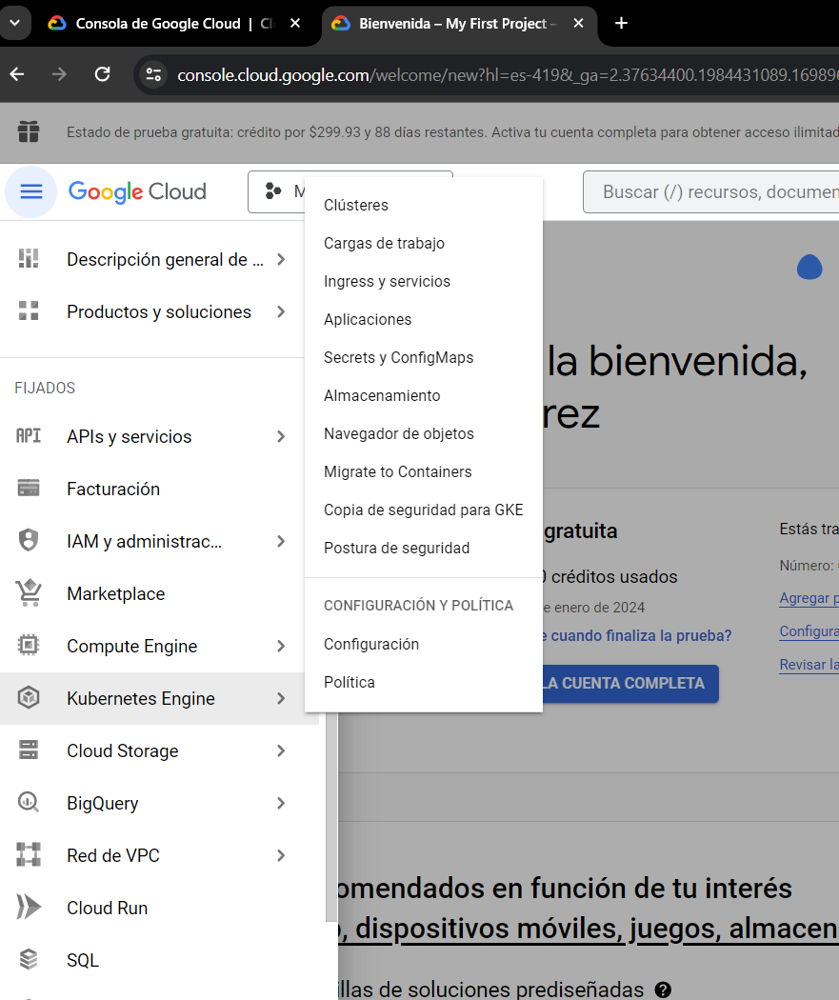 Consola de Google Cloud | Cl
Bienvenida – My First Project –
console.cloud.google.com/welcome/new?hl=es-419&_ga=2.37634400.1984431089.169896
Estado de prueba gratuita: crédito por $299.93 y 88 días restantes. Activa tu cuenta completa para obtener acceso ilimitad
Google Cloud
M
Buscar (/) recursos, documen
Descripción general de ...
Productos y soluciones
FIJADOS
APIs y servicios
Facturación
IAM y administrac...
Marketplace
Compute Engine
Kubernetes Engine
Cloud Storage
BigQuery
Red de VPC
Cloud Run
SQL
Clústeres
Cargas de trabajo
Ingress y servicios
Aplicaciones
Secrets y ConfigMaps
Almacenamiento
Navegador de objetos
Migrate to Containers
Copia de seguridad para GKE
Postura de seguridad
CONFIGURACIÓN Y POLÍTICA
Configuración
Política
la bienvenida,
rez
gratuita
créditos usados
de enero de 2024
cuando finaliza la prueba?
LA CUENTA COMPLETA
Estás tra
Número:
Agregar p
Configura
Revisar la
omendados en función de tu interés
, dispositivos móviles, juegos, almacen
illas de soluciones prediseñadas